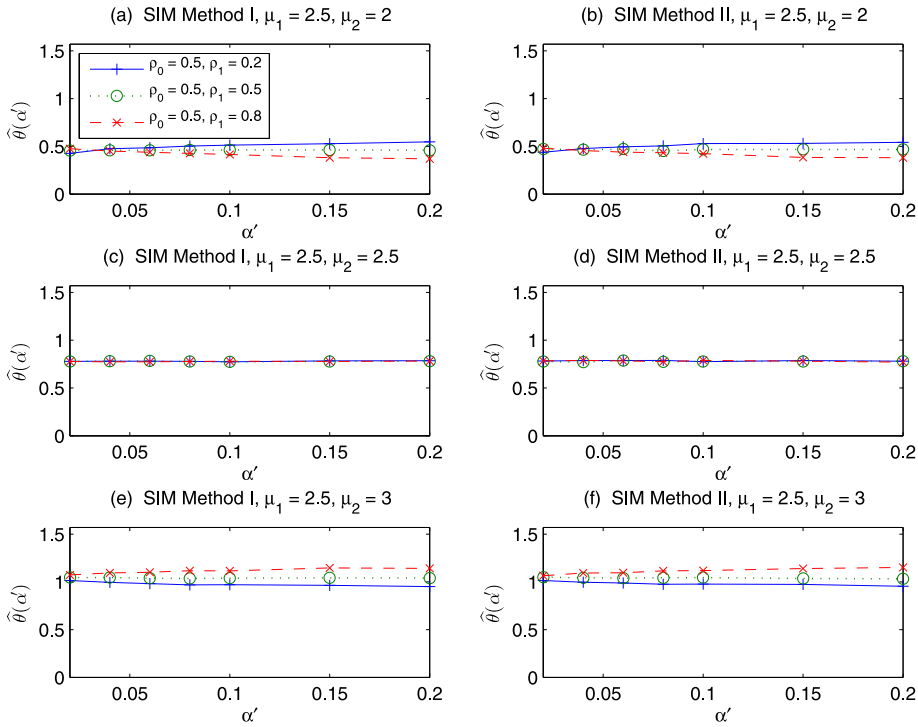 (a) SIM Method I, μ1 = 2.5, μ2 = 2
1.5
1
0.5
0
θ̂(α′)
ρ0 = 0.5, ρ1 = 0.2
ρ0 = 0.5, ρ1 = 0.5
ρ0 = 0.5, ρ1 = 0.8
0.05 0.1 0.15 0.2
α′
(b) SIM Method II, μ1 = 2.5, μ2 = 2
1.5
1
0.5
0
θ̂(α′)
0.05 0.1 0.15 0.2
α′
(c) SIM Method I, μ1 = 2.5, μ2 = 2.5
1.5
1
0.5
0
θ̂(α′)
0.05 0.1 0.15 0.2
α′
(d) SIM Method II, μ1 = 2.5, μ2 = 2.5
1.5
1
0.5
0
θ̂(α′)
0.05 0.1 0.15 0.2
α′
(e) SIM Method I, μ1 = 2.5, μ2 = 3
1.5
1
0.5
0
θ̂(α′)
0.05 0.1 0.15 0.2
α′
(f) SIM Method II, μ1 = 2.5, μ2 = 3
1.5
1
0.5
0
θ̂(α′)
0.05 0.1 0.15 0.2
α′